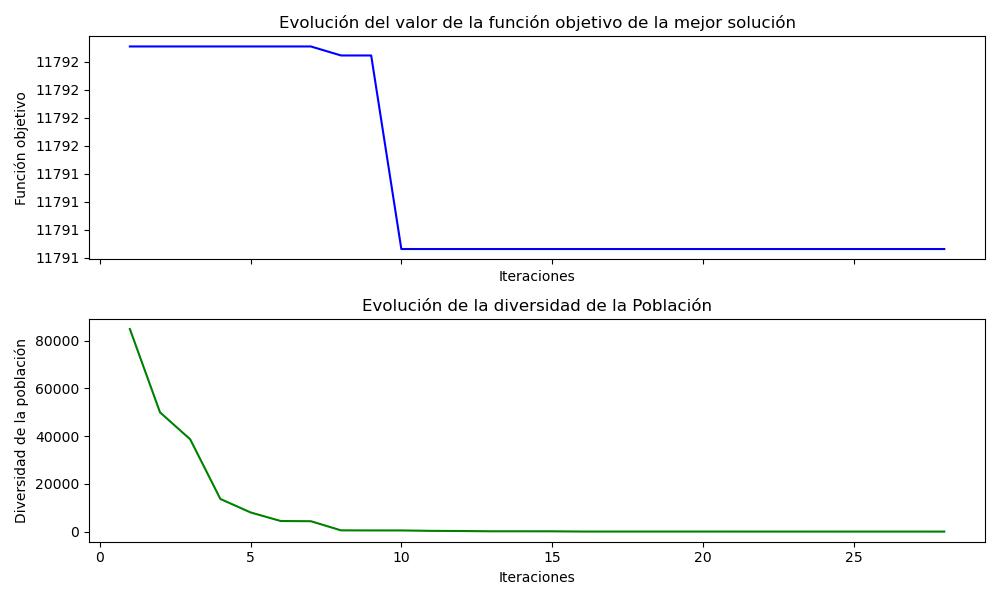 Evolución del valor de la función objetivo de la mejor solución
Función objetivo
11792
11792
11792
11792
11791
11791
11791
11791
Iteraciones
Evolución de la diversidad de la Población
Diversidad de la población
80000
60000
40000
20000
0
0 5 10 15 20 25
Iteraciones